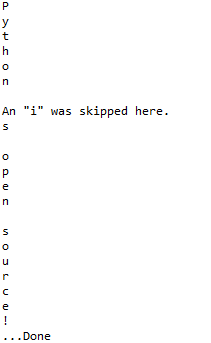 P
y
t
h
o
n

An "i" was skipped here.
s

o
p
e
n

s
o
u
r
c
e
!
...Done